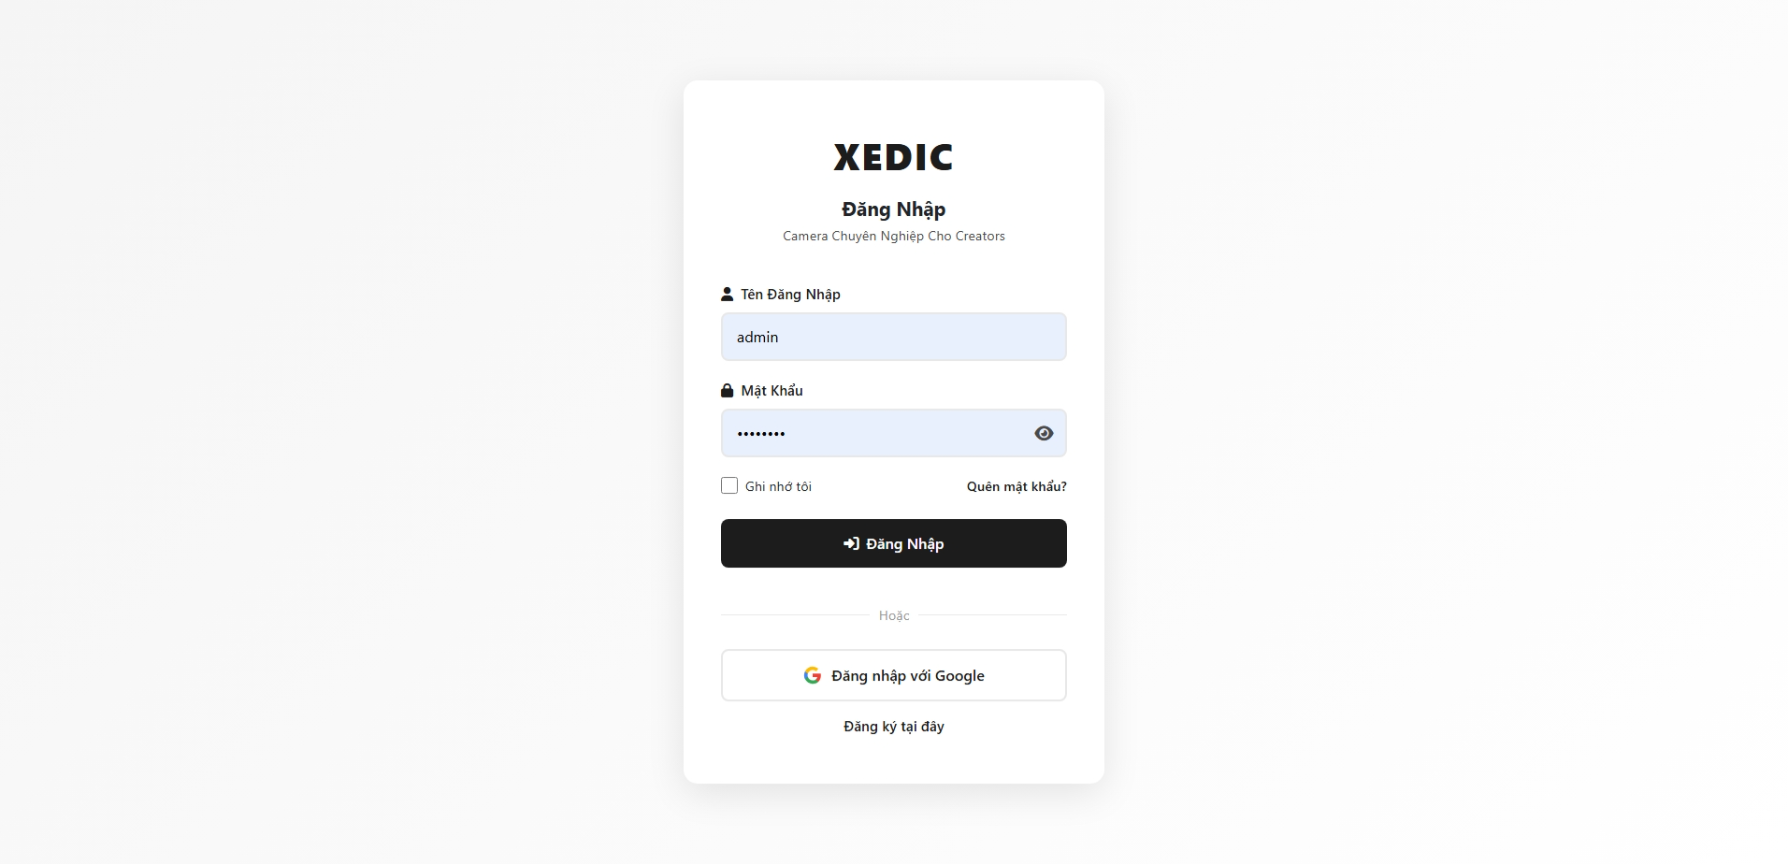 XEDIC
Đăng Nhập
Camera Chuyên Nghiệp Cho Creators
Tên Đăng Nhập
admin
Mật Khẩu
••••••••
Ghi nhớ tôi
Quên mật khẩu?
Đăng Nhập
Hoặc
Đăng nhập với Google
Đăng ký tại đây